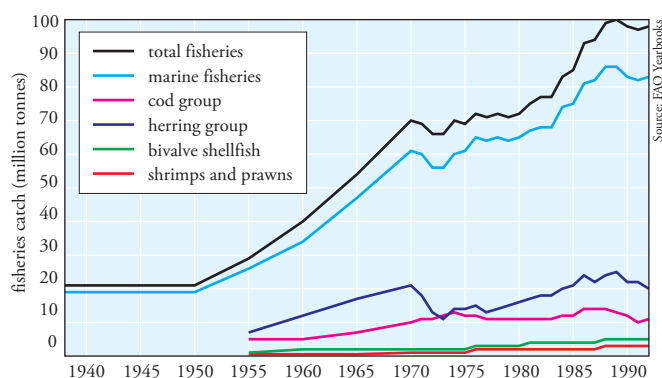 100
90
80
70
60
50
40
30
20
10
0
fisheries catch (million tonnes)
total fisheries
marine fisheries
cod group
herring group
bivalve shellfish
shrimps and prawns
1940 1945 1950 1955 1960 1965 1970 1975 1980 1985 1990
Source: FAO Yearbooks